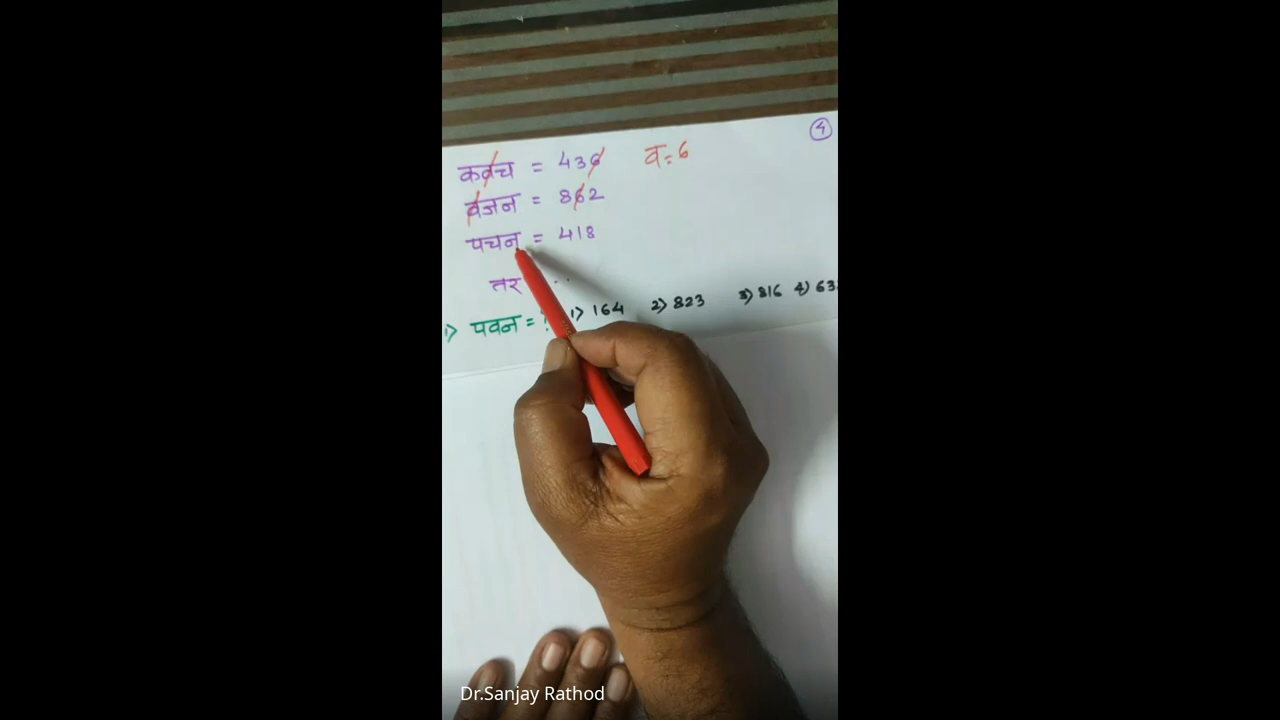 4
कवच = 436 व = 6
वजन = 862
पचन = 418
तर
1) पवन = ? 1) 164 2) 823 3) 816 4) 63
Dr.Sanjay Rathod